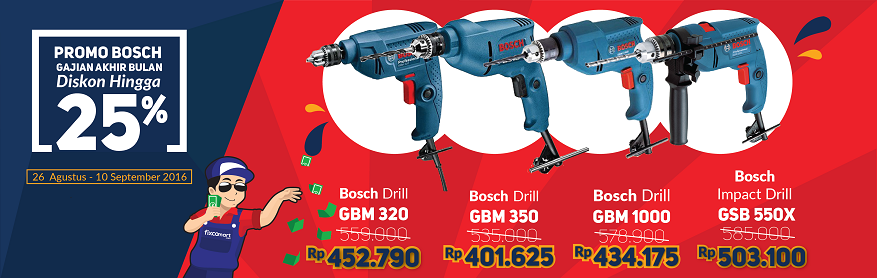 PROMO BOSCH
GAJIAN AKHIR BULAN
Diskon Hingga
25%
26 Agustus - 10 September 2016
fixcomart
BOSCH
Bosch Drill
GBM 320
559.000
Rp 452.790
Bosch Drill
GBM 350
535.000
Rp 401.625
Bosch Drill
GBM 1000
578.900
Rp 434.175
Bosch
Impact Drill
GSB 550X
585.000
Rp 503.100